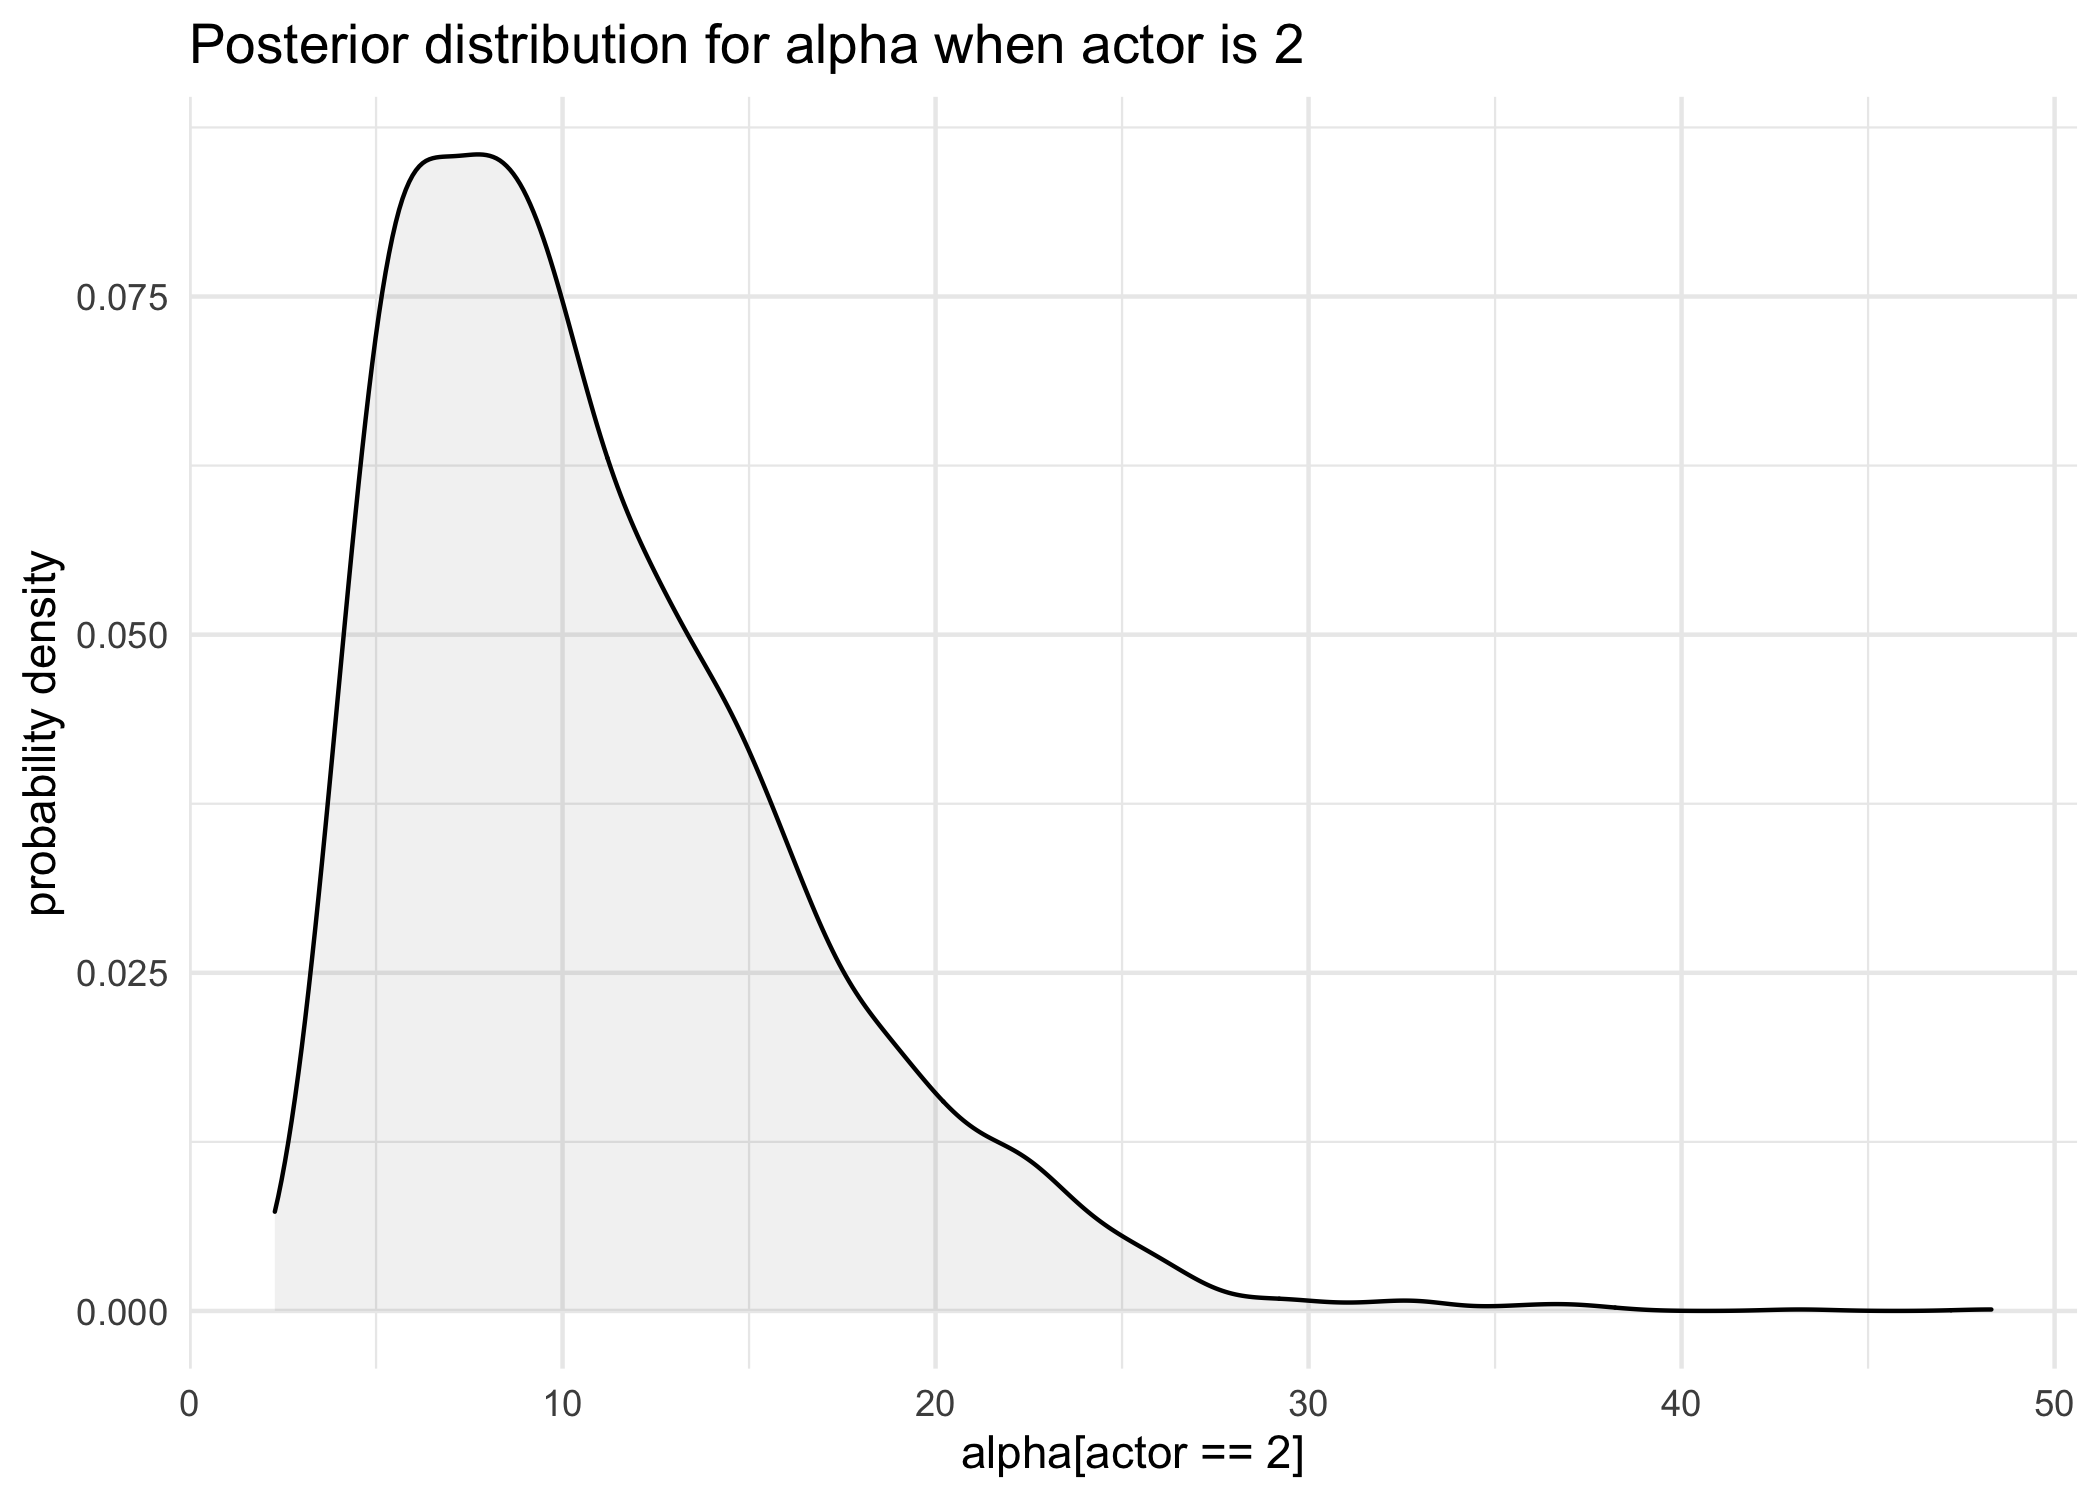 Posterior distribution for alpha when actor is 2
probability density
0.075
0.050
0.025
0.000
0 10 20 30 40 50
alpha[actor == 2]